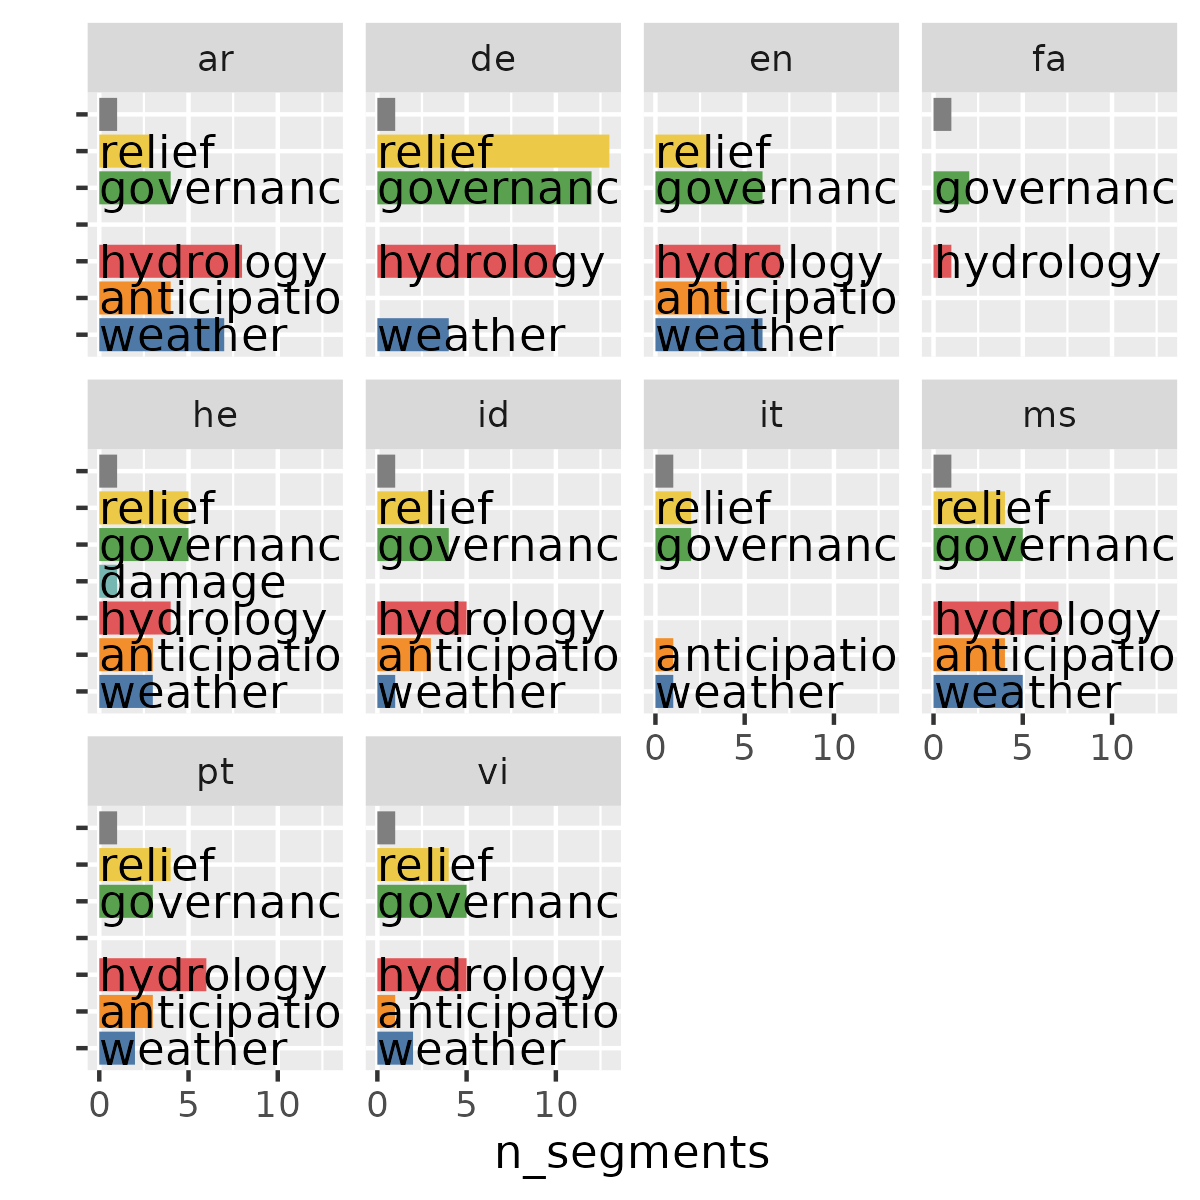 ar
relief
governanc
hydrology
anticipatio
weather
de
relief
governanc
hydrology
weather
en
relief
governanc
hydrology
anticipatio
weather
fa
governanc
hydrology
he
relief
governanc
damage
hydrology
anticipatio
weather
id
relief
governanc
hydrology
anticipatio
weather
it
relief
governanc
anticipatio
weather
0 5 10
ms
relief
governanc
hydrology
anticipatio
weather
0 5 10
pt
relief
governanc
hydrology
anticipatio
weather
0 5 10
vi
relief
governanc
hydrology
anticipatio
weather
0 5 10
n_segments